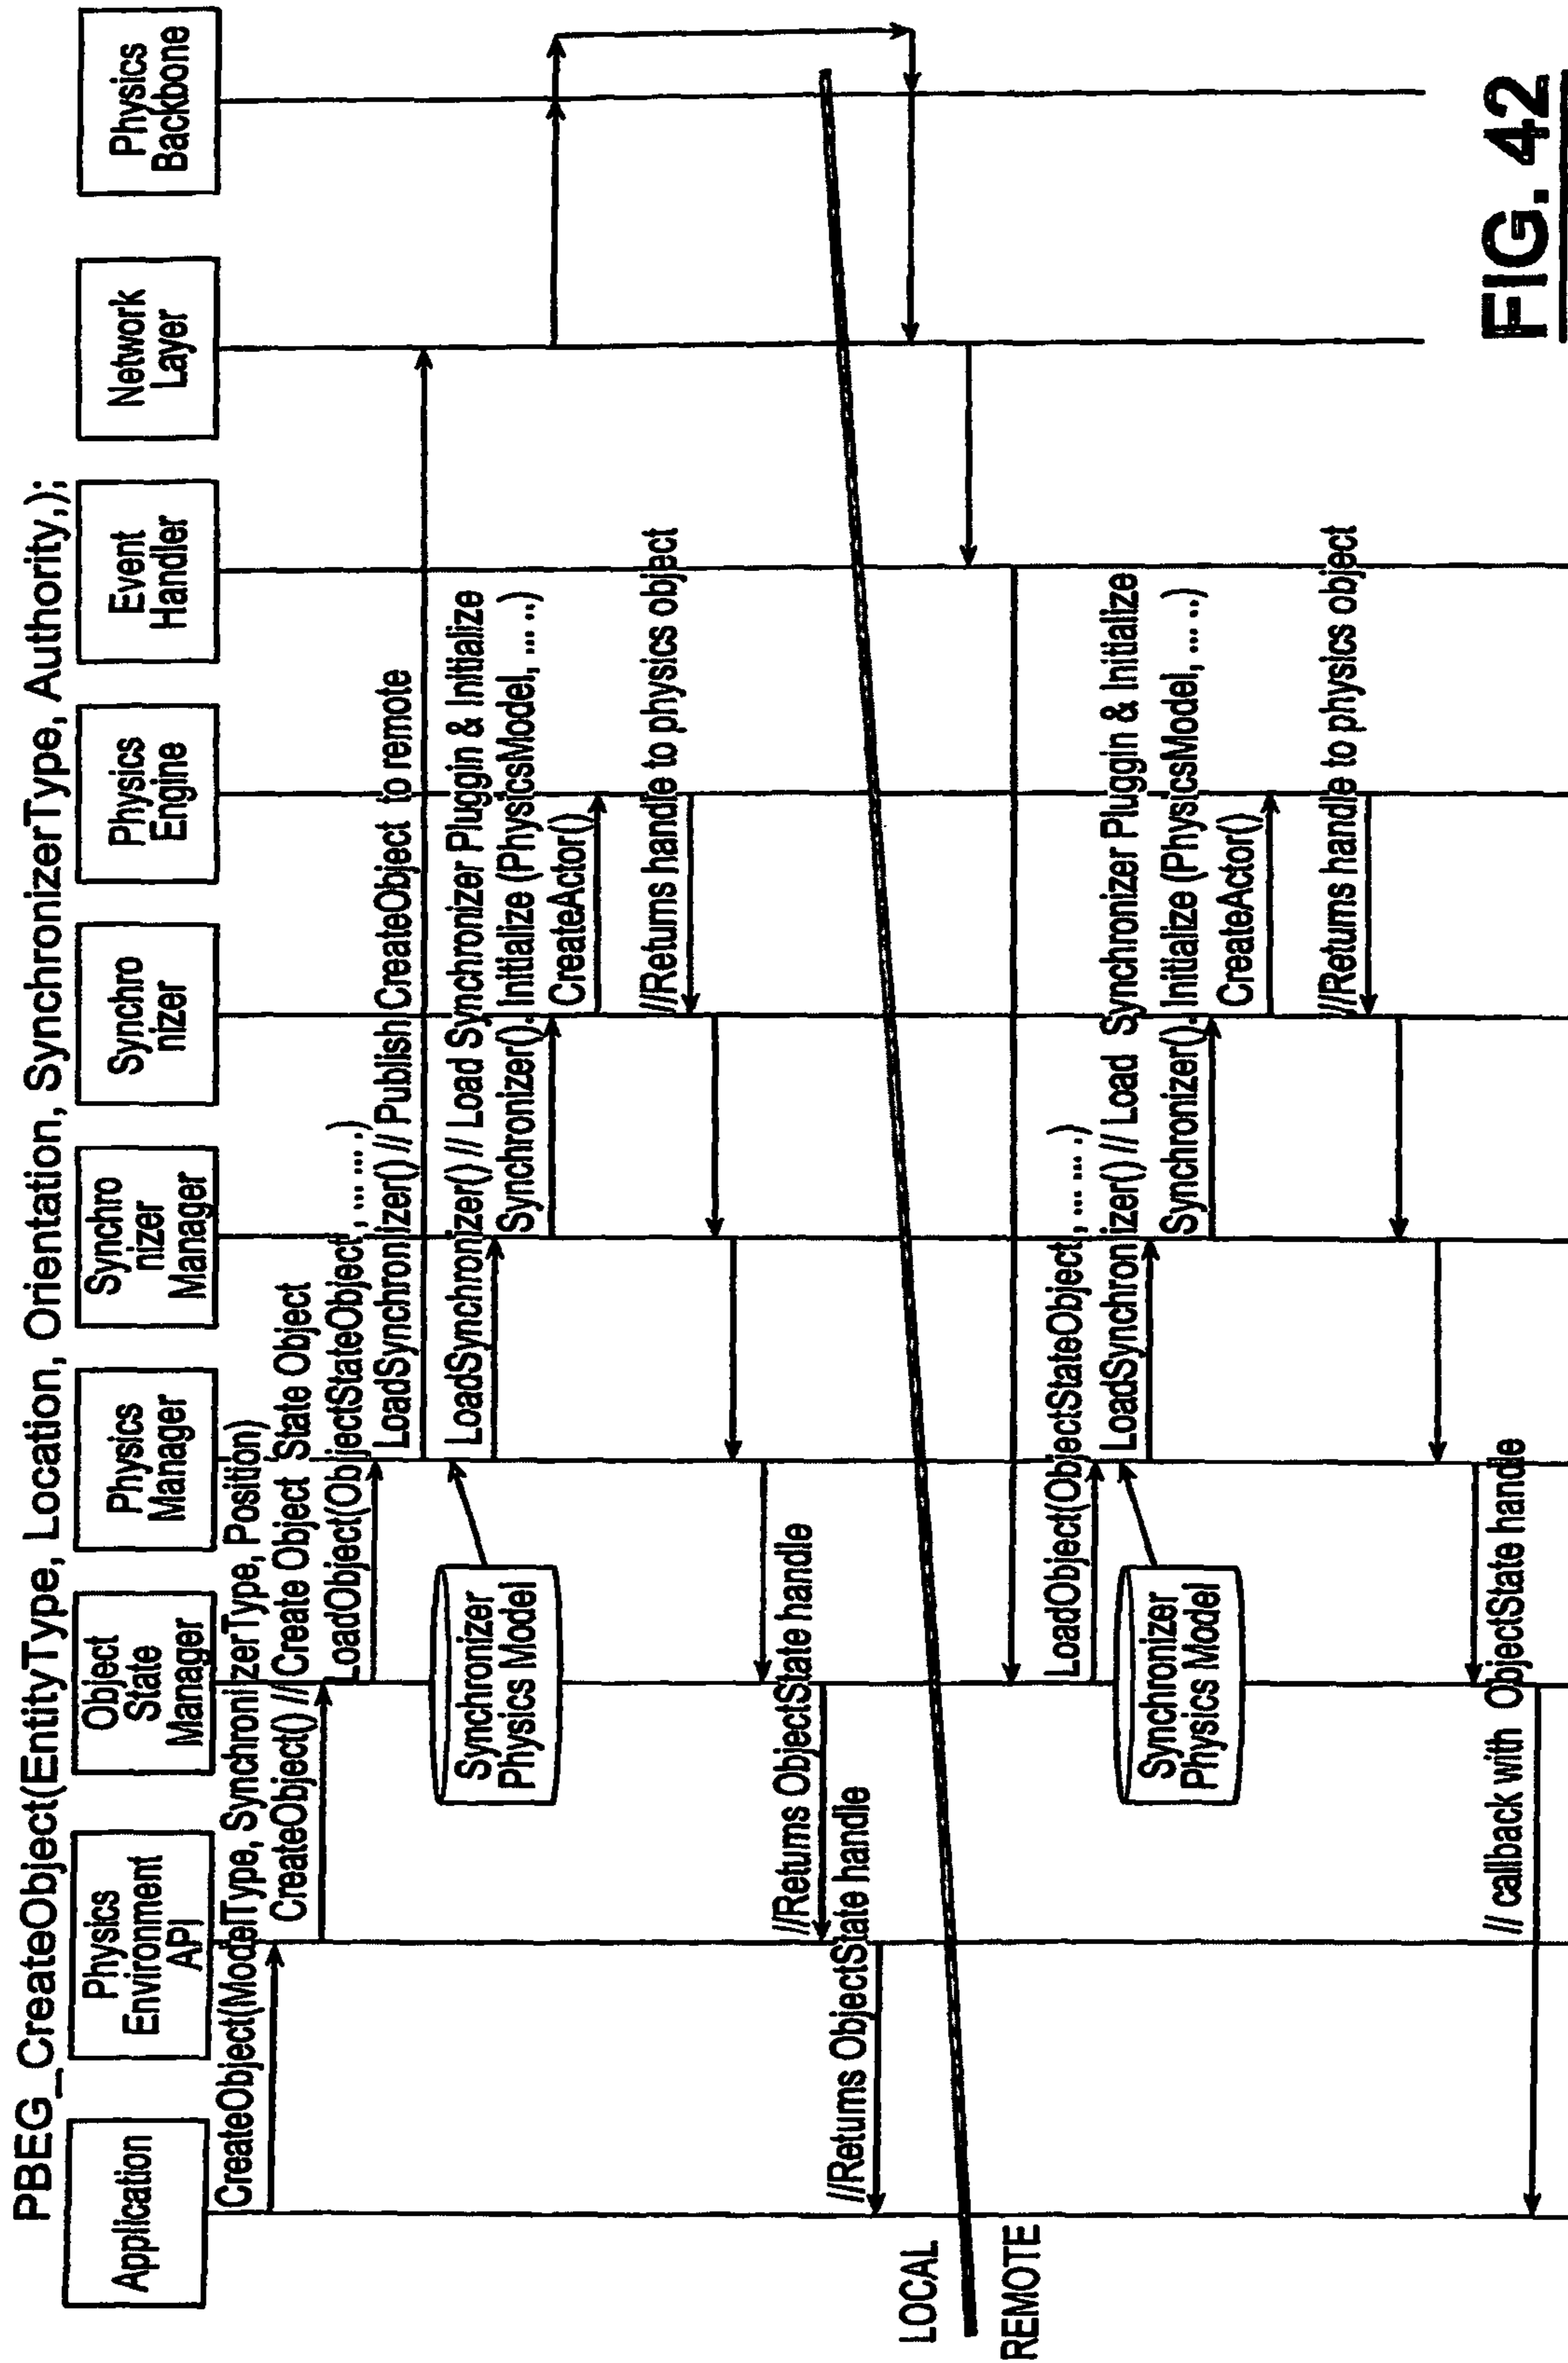 PBEG_CreateObject(EntityType, Location, Orientation, SynchronizerType, Authority,);
Application
Physics
Environment
API
Object
State
Manager
Physics
Manager
Synchro
nizer
Manager
Synchro
nizer
Physics
Engine
Event
Handler
Network
Layer
Physics
Backbone
CreateObject(ModelType, SynchronizerType, Position)
CreateObject() // Create Object State Object
LoadObject(ObjectStateObject, ... ... .)
LoadSynchronizer() // Publish CreateObject to remote
LoadSynchronizer() // Load Synchronizer Pluggin & Initialize
Synchronizer
Physics Model
Synchronizer(). Initialize (PhysicsModel, ... ..)
CreateActor()
//Returns handle to physics object
//Returns ObjectState handle
//Returns ObjectState handle
LOCAL
REMOTE
LoadObject(ObjectStateObject, ... ... .)
LoadSynchronizer() // Load Synchronizer Pluggin & Initialize
Synchronizer
Physics Model
Synchronizer(). Initialize (PhysicsModel, ... ..)
CreateActor()
//Returns handle to physics object
// callback with ObjectState handle
FIG. 42